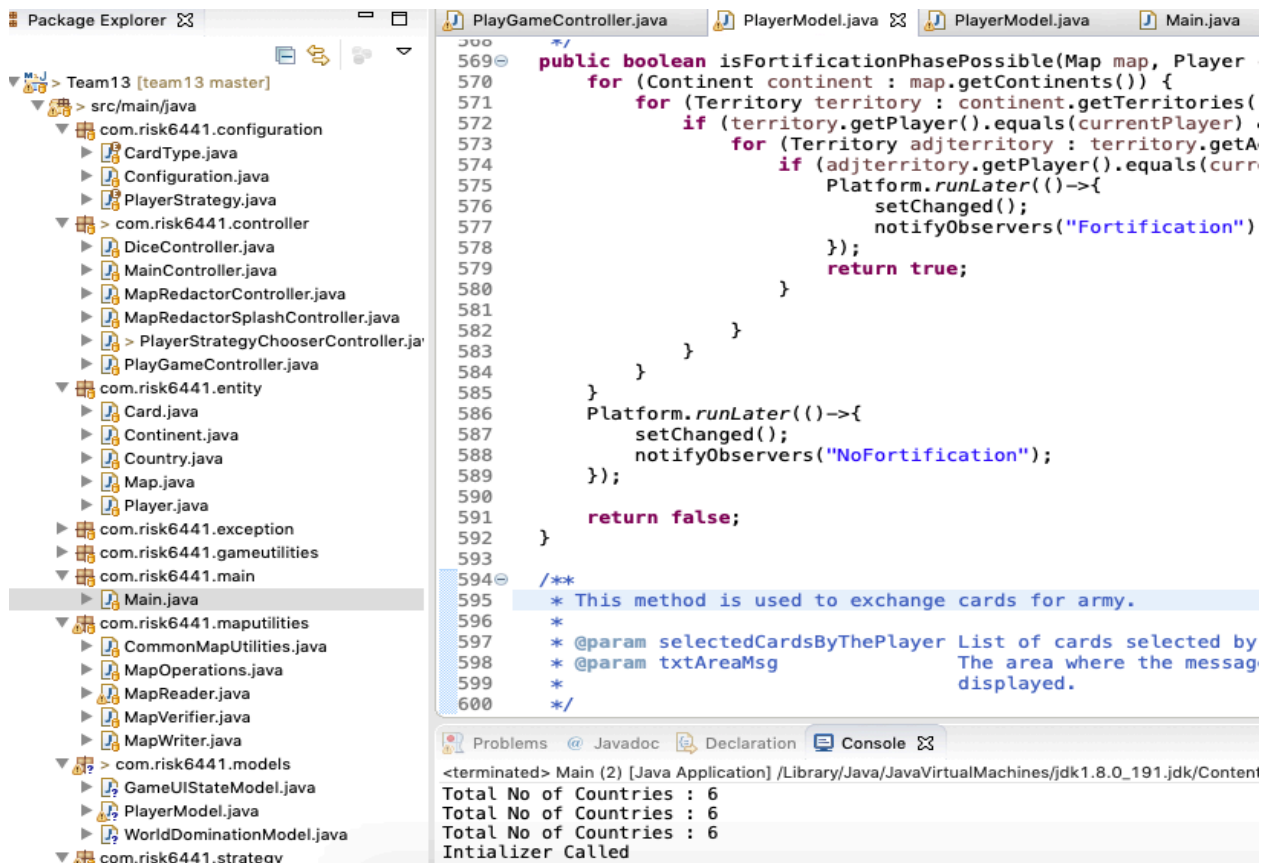 Package Explorer
> Team13 [team13 master]
> src/main/java
com.risk6441.configuration
CardType.java
Configuration.java
PlayerStrategy.java
> com.risk6441.controller
DiceController.java
MainController.java
MapRedactorController.java
MapRedactorSplashController.java
> PlayerStrategyChooserController.ja
PlayGameController.java
com.risk6441.entity
Card.java
Continent.java
Country.java
Map.java
Player.java
com.risk6441.exception
com.risk6441.gameutilities
com.risk6441.main
Main.java
com.risk6441.maputilities
CommonMapUtilities.java
MapOperations.java
MapReader.java
MapVerifier.java
MapWriter.java
> com.risk6441.models
GameUIStateModel.java
PlayerModel.java
WorldDominationModel.java
com.risk6441.strategy
PlayGameController.java PlayerModel.java PlayerModel.java Main.java
568 */
569 public boolean isFortificationPhasePossible(Map map, Player
570 for (Continent continent : map.getContinents()) {
571 for (Territory territory : continent.getTerritories(
572 if (territory.getPlayer().equals(currentPlayer)
573 for (Territory adjterritory : territory.getA
574 if (adjterritory.getPlayer().equals(curr
575 Platform.runLater(()->{
576 setChanged();
577 notifyObservers("Fortification")
578 });
579 return true;
580 }
581
582 }
583 }
584 }
585 }
586 Platform.runLater(()->{
587 setChanged();
588 notifyObservers("NoFortification");
589 });
590
591 return false;
592 }
593
594 /**
595 * This method is used to exchange cards for army.
596 *
597 * @param selectedCardsByThePlayer List of cards selected by
598 * @param txtAreaMsg The area where the messag
599 * displayed.
600 */
Problems @ Javadoc Declaration Console
<terminated> Main (2) [Java Application] /Library/Java/JavaVirtualMachines/jdk1.8.0_191.jdk/Content
Total No of Countries : 6
Total No of Countries : 6
Total No of Countries : 6
Intializer Called